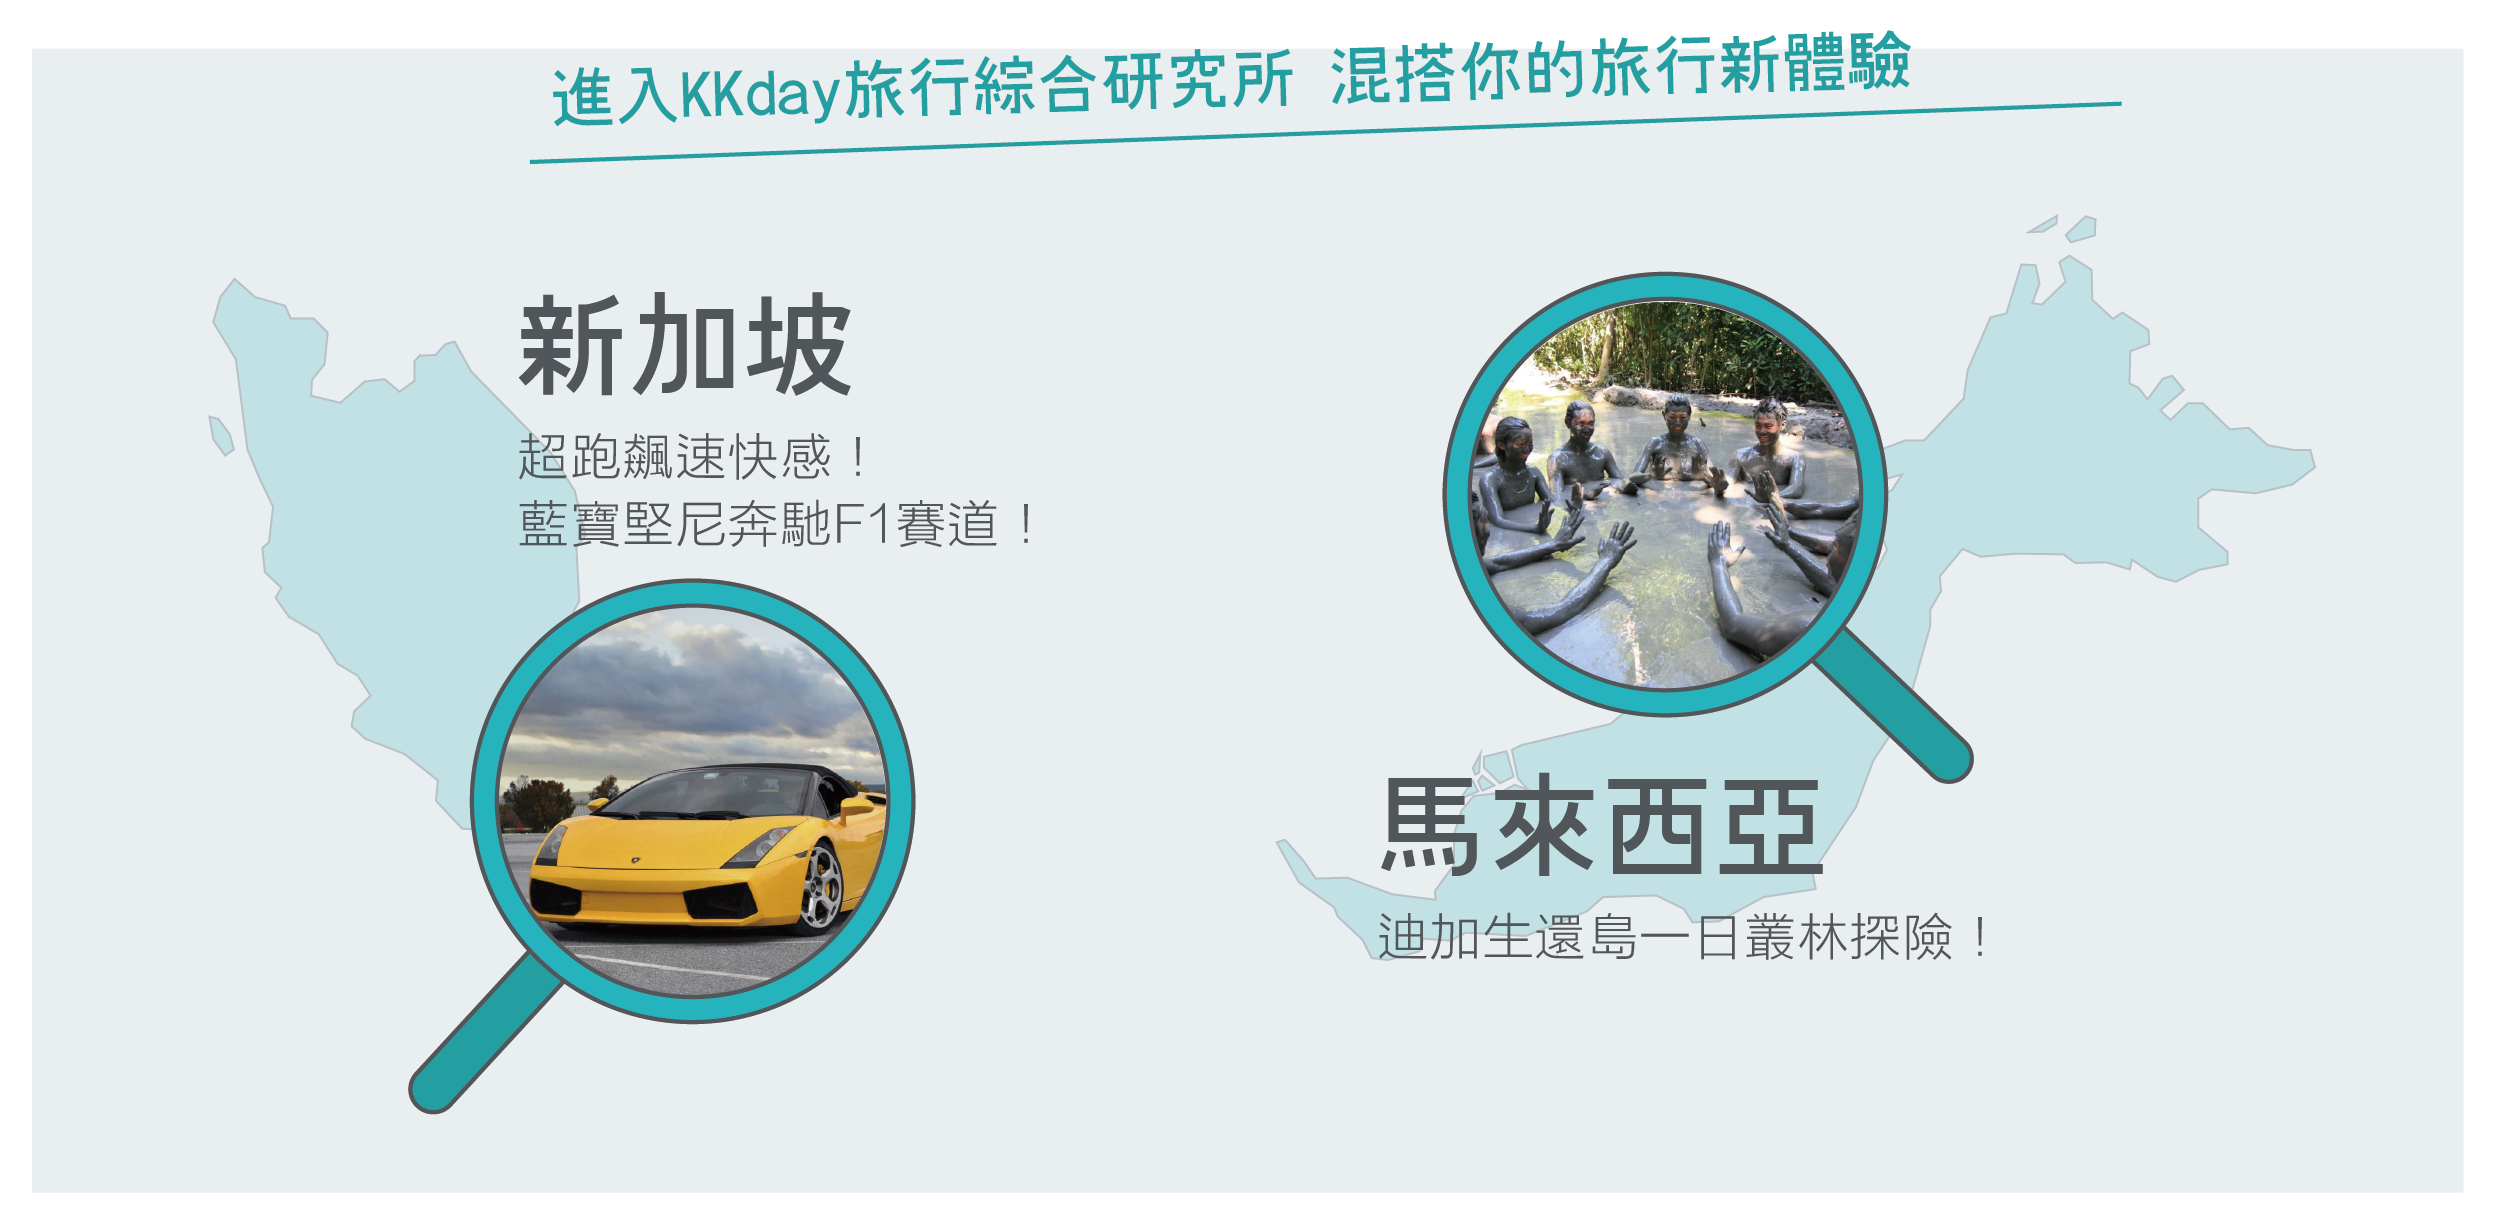 進入KKday旅行綜合研究所 混搭你的旅行新體驗
新加坡
超跑飆速快感！
藍寶堅尼奔馳F1賽道！
馬來西亞
迪加生還島一日叢林探險！